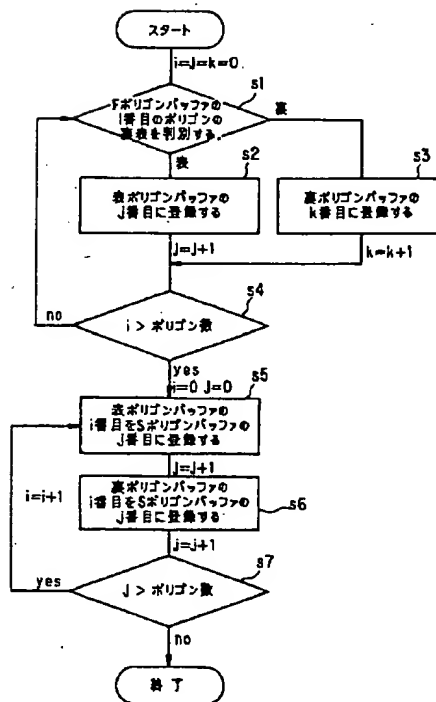 スタート
i=J=k=0
s1
Fポリゴンバッファの
i番目のポリゴンの
裏表を判別する.
裏
表
s2
s3
表ポリゴンバッファの
J番目に登録する
裏ポリゴンバッファの
k番目に登録する
J=J+1
k=k+1
s4
no
i > ポリゴン数
yes
i=0 J=0
s5
表ポリゴンバッファの
i番目をSポリゴンバッファの
J番目に登録する
J=J+1
i=i+1
裏ポリゴンバッファの
i番目をSポリゴンバッファの
J番目に登録する
s6
J=J+1
s7
yes
J > ポリゴン数
no
終了